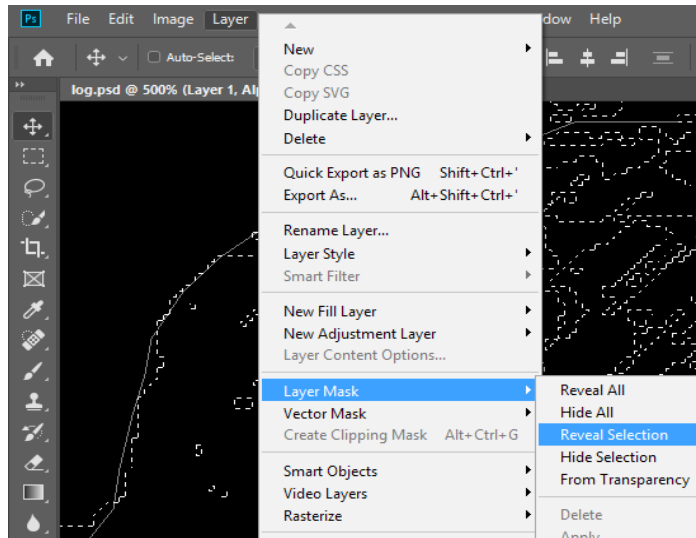 Ps File Edit Image Layer dow Help
Auto-Select:
log.psd @ 500% (Layer 1, Al
New
Copy CSS
Copy SVG
Duplicate Layer...
Delete
Quick Export as PNG Shift+Ctrl+'
Export As... Alt+Shift+Ctrl+'
Rename Layer...
Layer Style
Smart Filter
New Fill Layer
New Adjustment Layer
Layer Content Options...
Layer Mask
Vector Mask
Create Clipping Mask Alt+Ctrl+G
Smart Objects
Video Layers
Rasterize
Reveal All
Hide All
Reveal Selection
Hide Selection
From Transparency
Delete
Apply